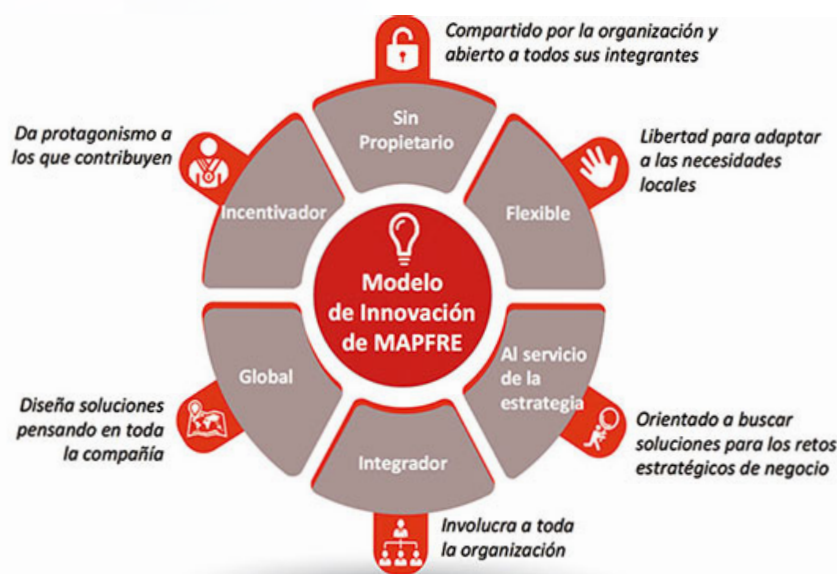 Compartido por la organización y
abierto a todos sus integrantes
Sin
Propietario
Da protagonismo a
los que contribuyen
Libertad para adaptar
a las necesidades
locales
Incentivador
Flexible
Modelo
de Innovación
de MAPFRE
Global
Al servicio
de la
estrategia
Diseña soluciones
pensando en toda
la compañía
Orientado a buscar
soluciones para los retos
estratégicos de negocio
Integrador
Involucra a toda
la organización